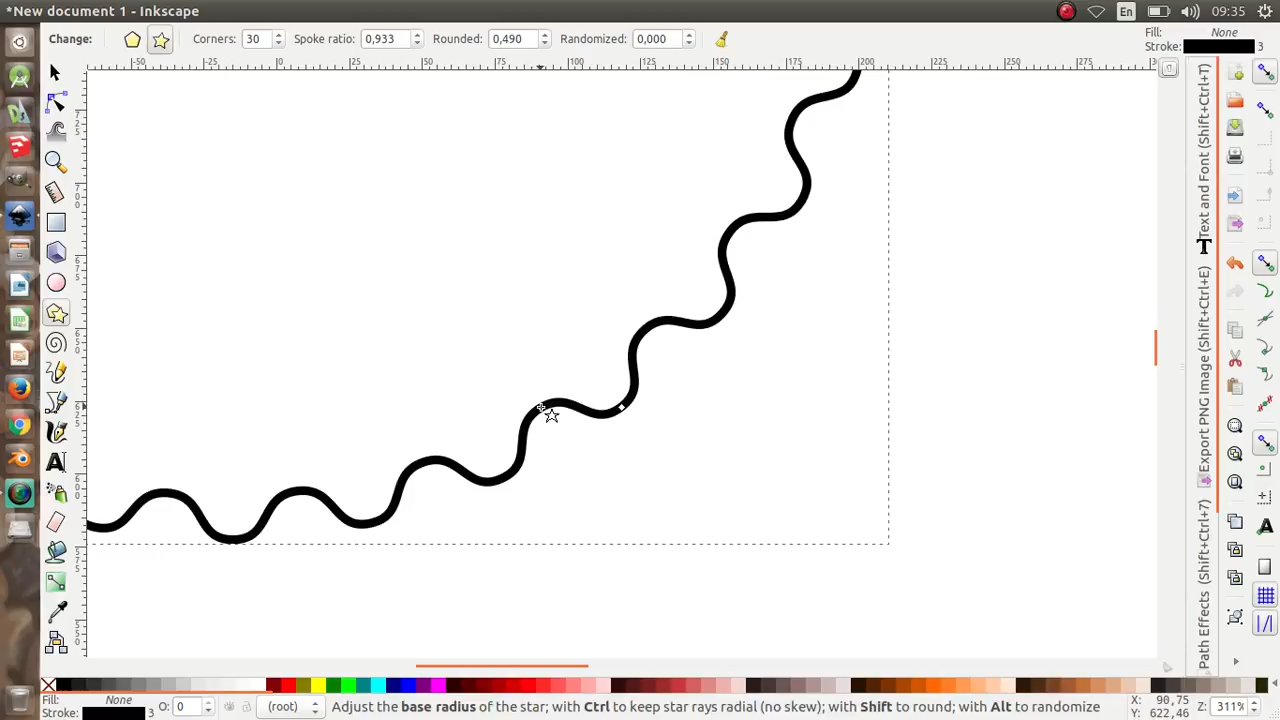 *New document 1 - Inkscape
En
09:35
Change:
Corners: 30
Spoke ratio: 0,933
Rounded: 0,490
Randomized: 0,000
Fill: None
Stroke: 3
-50 -25 0 25 50 75 100 125 150 175 200 225 250 275
Text and Font (Shift+Ctrl+T)
Export PNG Image (Shift+Ctrl+E)
Path Effects (Shift+Ctrl+7)
Fill: None
Stroke: 3
O: 0
(root)
Adjust the base radius of the star; with Ctrl to keep star rays radial (no skew); with Shift to round; with Alt to randomize
X: 90,75
Y: 622,46
Z: 311%